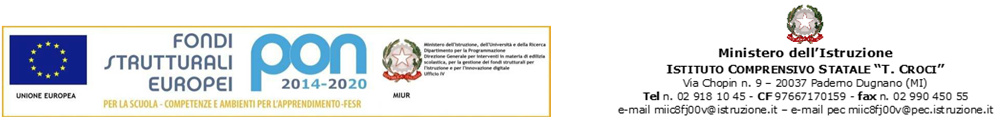 FONDI
STRUTTURALI
EUROPEI
pon
2014-2020
UNIONE EUROPEA
Ministero dell'Istruzione, dell'Università e della Ricerca
Dipartimento per la Programmazione
Direzione Generale per interventi in materia di edilizia
scolastica, per la gestione dei fondi strutturali per
l'istruzione e per l'innovazione digitale
Ufficio IV
MIUR
PER LA SCUOLA - COMPETENZE E AMBIENTI PER L'APPRENDIMENTO-FESR
Ministero dell'Istruzione
ISTITUTO COMPRENSIVO STATALE "T. CROCI"
Via Chopin n. 9 – 20037 Paderno Dugnano (MI)
Tel n. 02 918 10 45 - CF 97667170159 - fax n. 02 990 450 55
e-mail miic8fj00v@istruzione.it – e-mail pec miic8fj00v@pec.istruzione.it